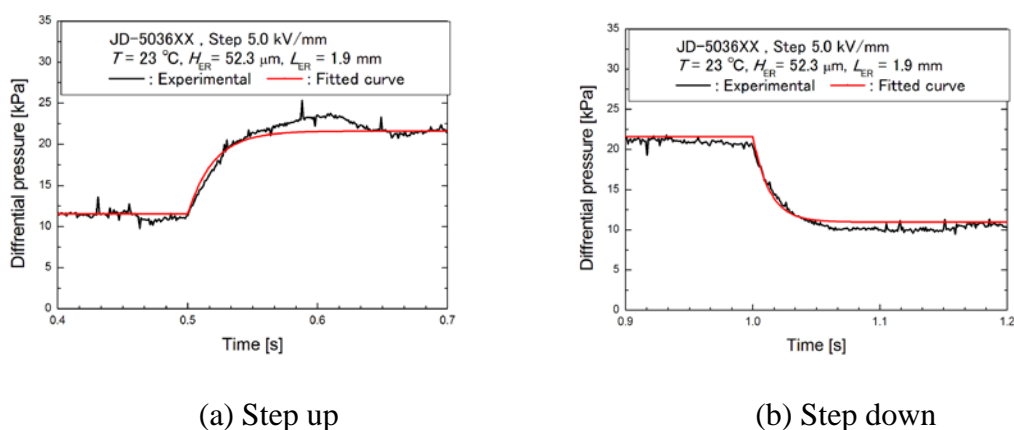 JD-5036XX , Step 5.0 kV/mm
T = 23 ℃, H_ER = 52.3 μm, L_ER = 1.9 mm
— : Experimental — : Fitted curve
Diffrential pressure [kPa]
35
30
25
20
15
10
5
0
0.4 0.5 0.6 0.7
Time [s]
(a) Step up
JD-5036XX , Step 5.0 kV/mm
T = 23 ℃, H_ER = 52.3 μm, L_ER = 1.9 mm
— : Experimental — : Fitted curve
Diffrential pressure [kPa]
35
30
25
20
15
10
5
0
0.9 1.0 1.1 1.2
Time [s]
(b) Step down